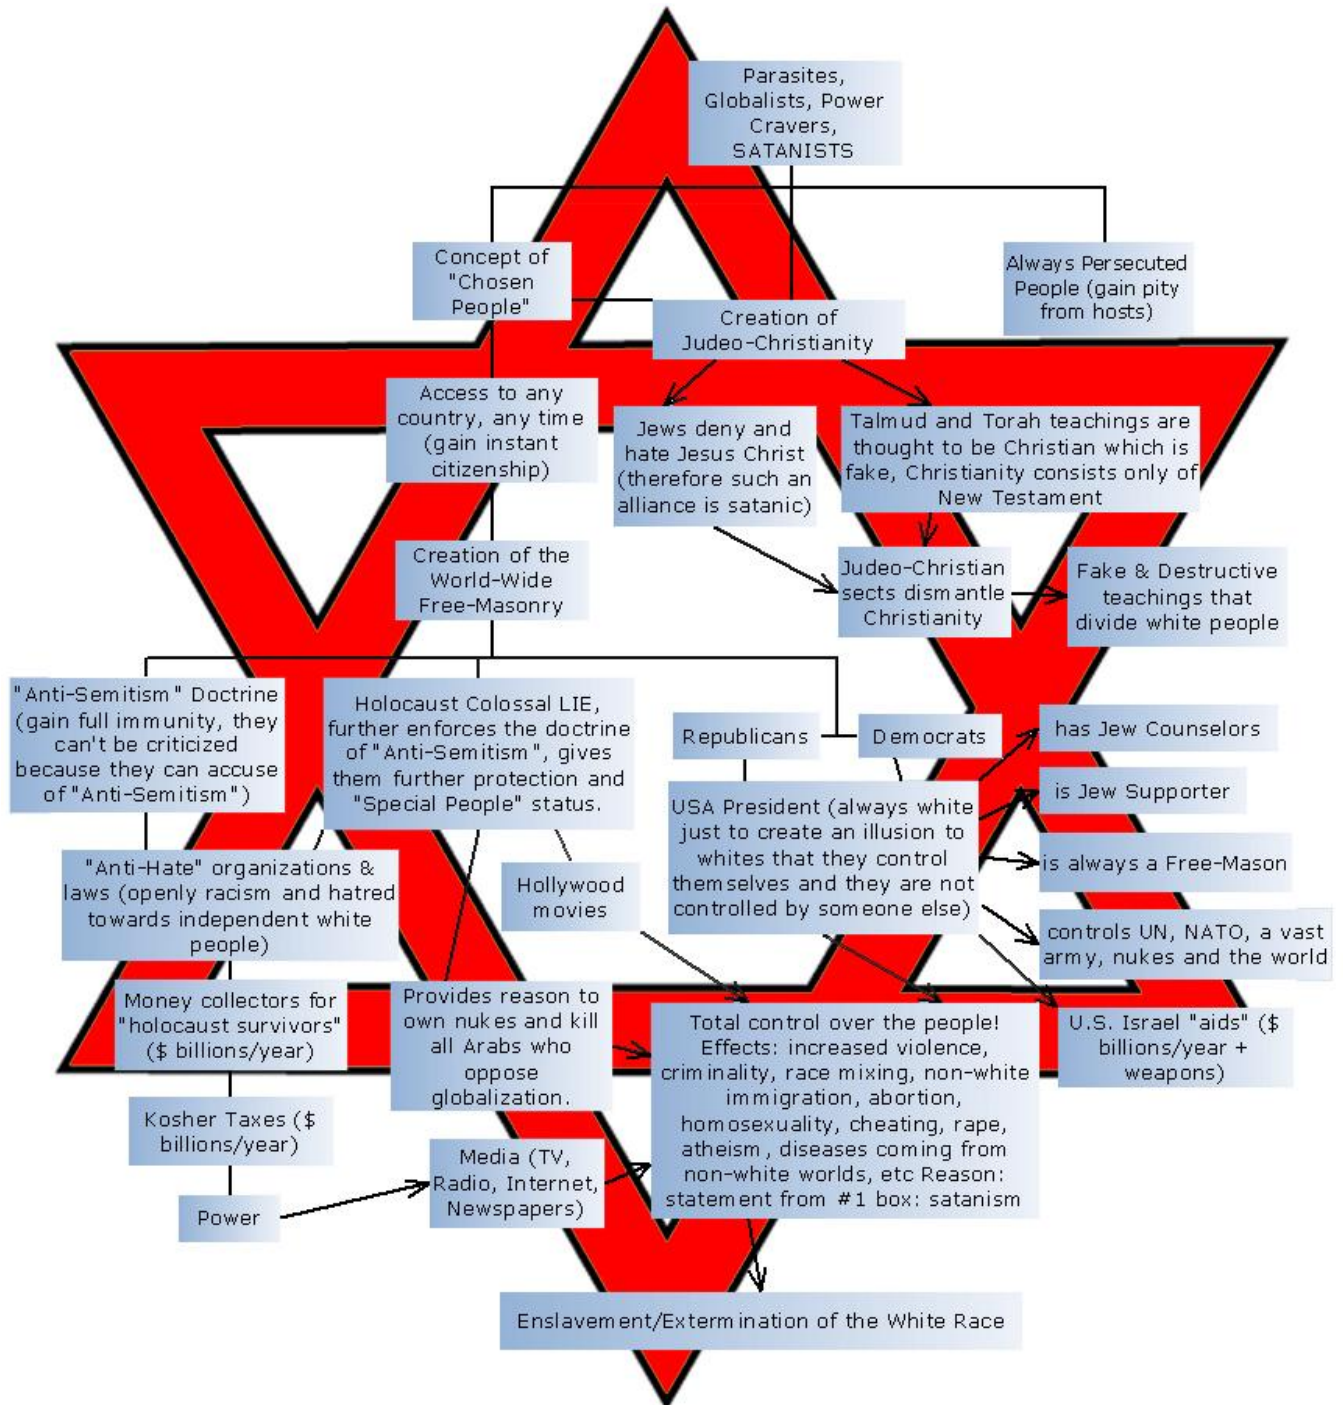 Parasites,
Globalists, Power
Cravers,
SATANISTS
Concept of
"Chosen
People"
Always Persecuted
People (gain pity
from hosts)
Creation of
Judeo-Christianity
Access to any
country, any time
(gain instant
citizenship)
Jews deny and
hate Jesus Christ
(therefore such an
alliance is satanic)
Talmud and Torah teachings are
thought to be Christian which is
fake, Christianity consists only of
New Testament
Creation of the
World-Wide
Free-Masonry
Judeo-Christian
sects dismantle
Christianity
Fake & Destructive
teachings that
divide white people
"Anti-Semitism" Doctrine
(gain full immunity, they
can't be criticized
because they can accuse
of "Anti-Semitism")
Holocaust Colossal LIE,
further enforces the doctrine
of "Anti-Semitism", gives
them further protection and
"Special People" status.
Republicans
Democrats
has Jew Counselors
is Jew Supporter
USA President (always white
just to create an illusion to
whites that they control
themselves and they are not
controlled by someone else)
is always a Free-Mason
controls UN, NATO, a vast
army, nukes and the world
"Anti-Hate" organizations &
laws (openly racism and hatred
towards independent white
people)
Hollywood
movies
Money collectors for
"holocaust survivors"
($ billions/year)
Provides reason to
own nukes and kill
all Arabs who
oppose
globalization.
Total control over the people!
Effects: increased violence,
criminality, race mixing, non-white
immigration, abortion,
homosexuality, cheating, rape,
atheism, diseases coming from
non-white worlds, etc Reason:
statement from #1 box: satanism
U.S. Israel "aids" ($
billions/year +
weapons)
Kosher Taxes ($
billions/year)
Power
Media (TV,
Radio, Internet,
Newspapers)
Enslavement/Extermination of the White Race